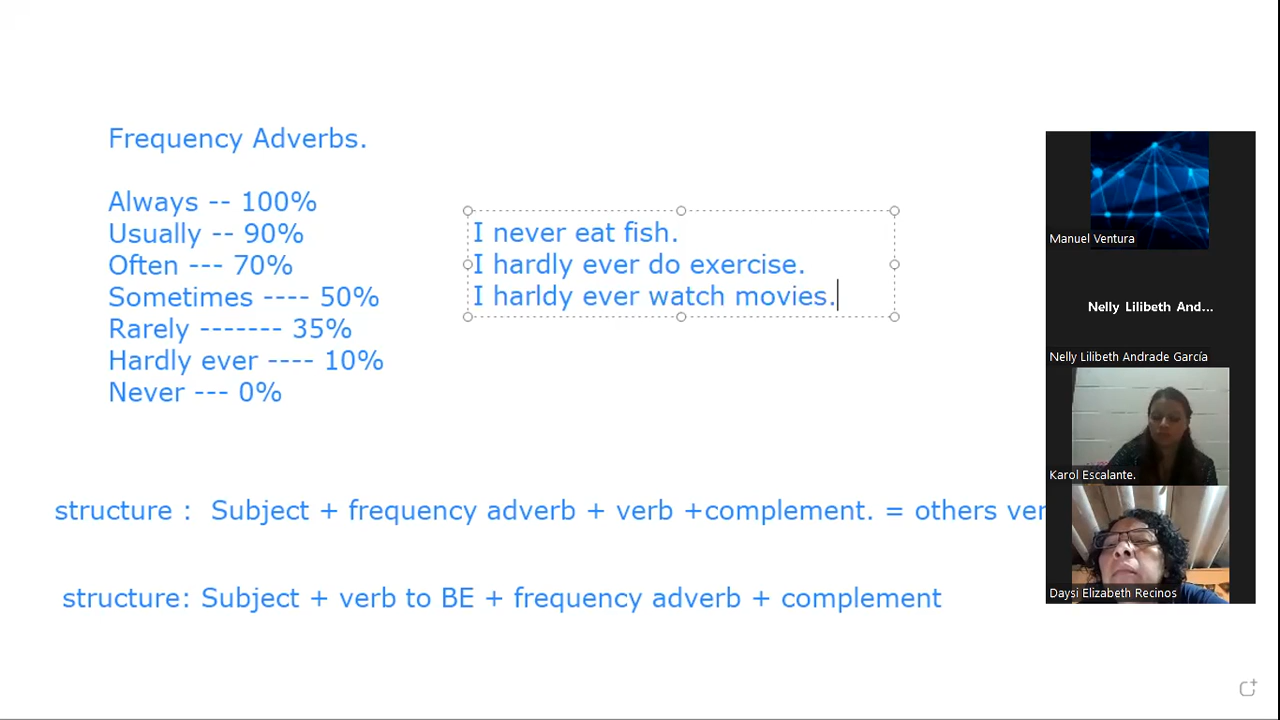 Frequency Adverbs.
Always -- 100%
Usually -- 90%
Often --- 70%
Sometimes ---- 50%
Rarely ------- 35%
Hardly ever ---- 10%
Never --- 0%
I never eat fish.
I hardly ever do exercise.
I harldy ever watch movies.
structure :  Subject + frequency adverb + verb +complement. = others ver
structure: Subject + verb to BE + frequency adverb + complement
Manuel Ventura
Nelly Lilibeth And...
Nelly Lilibeth Andrade García
Karol Escalante.
Daysi Elizabeth Recinos